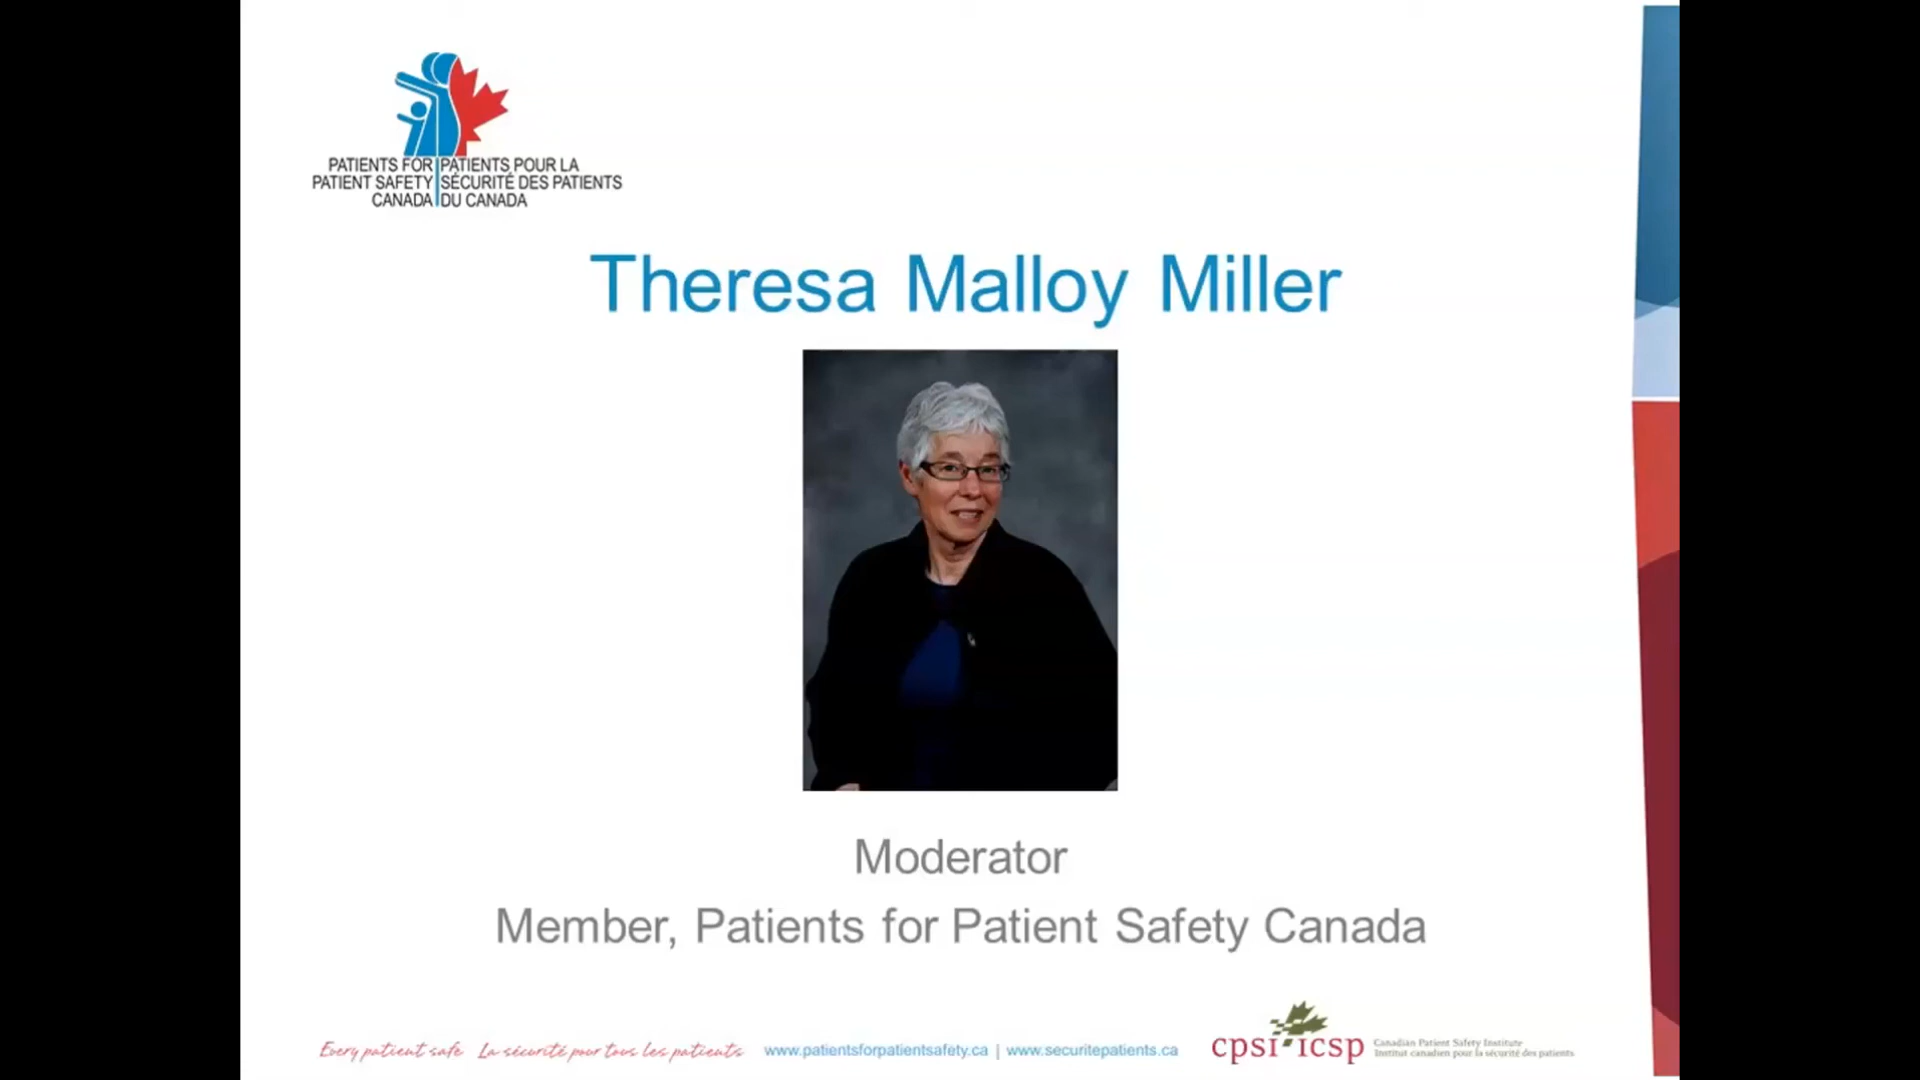 PATIENTS FOR PATIENTS POUR LA
PATIENT SAFETY SÉCURITÉ DES PATIENTS
CANADA DU CANADA
Theresa Malloy Miller
Moderator
Member, Patients for Patient Safety Canada
Every patient safe La sécurité pour tous les patients www.patientsforpatientsafety.ca | www.securitepatients.ca
cpsi icsp
Canadian Patient Safety Institute
Institut canadien pour la sécurité des patients